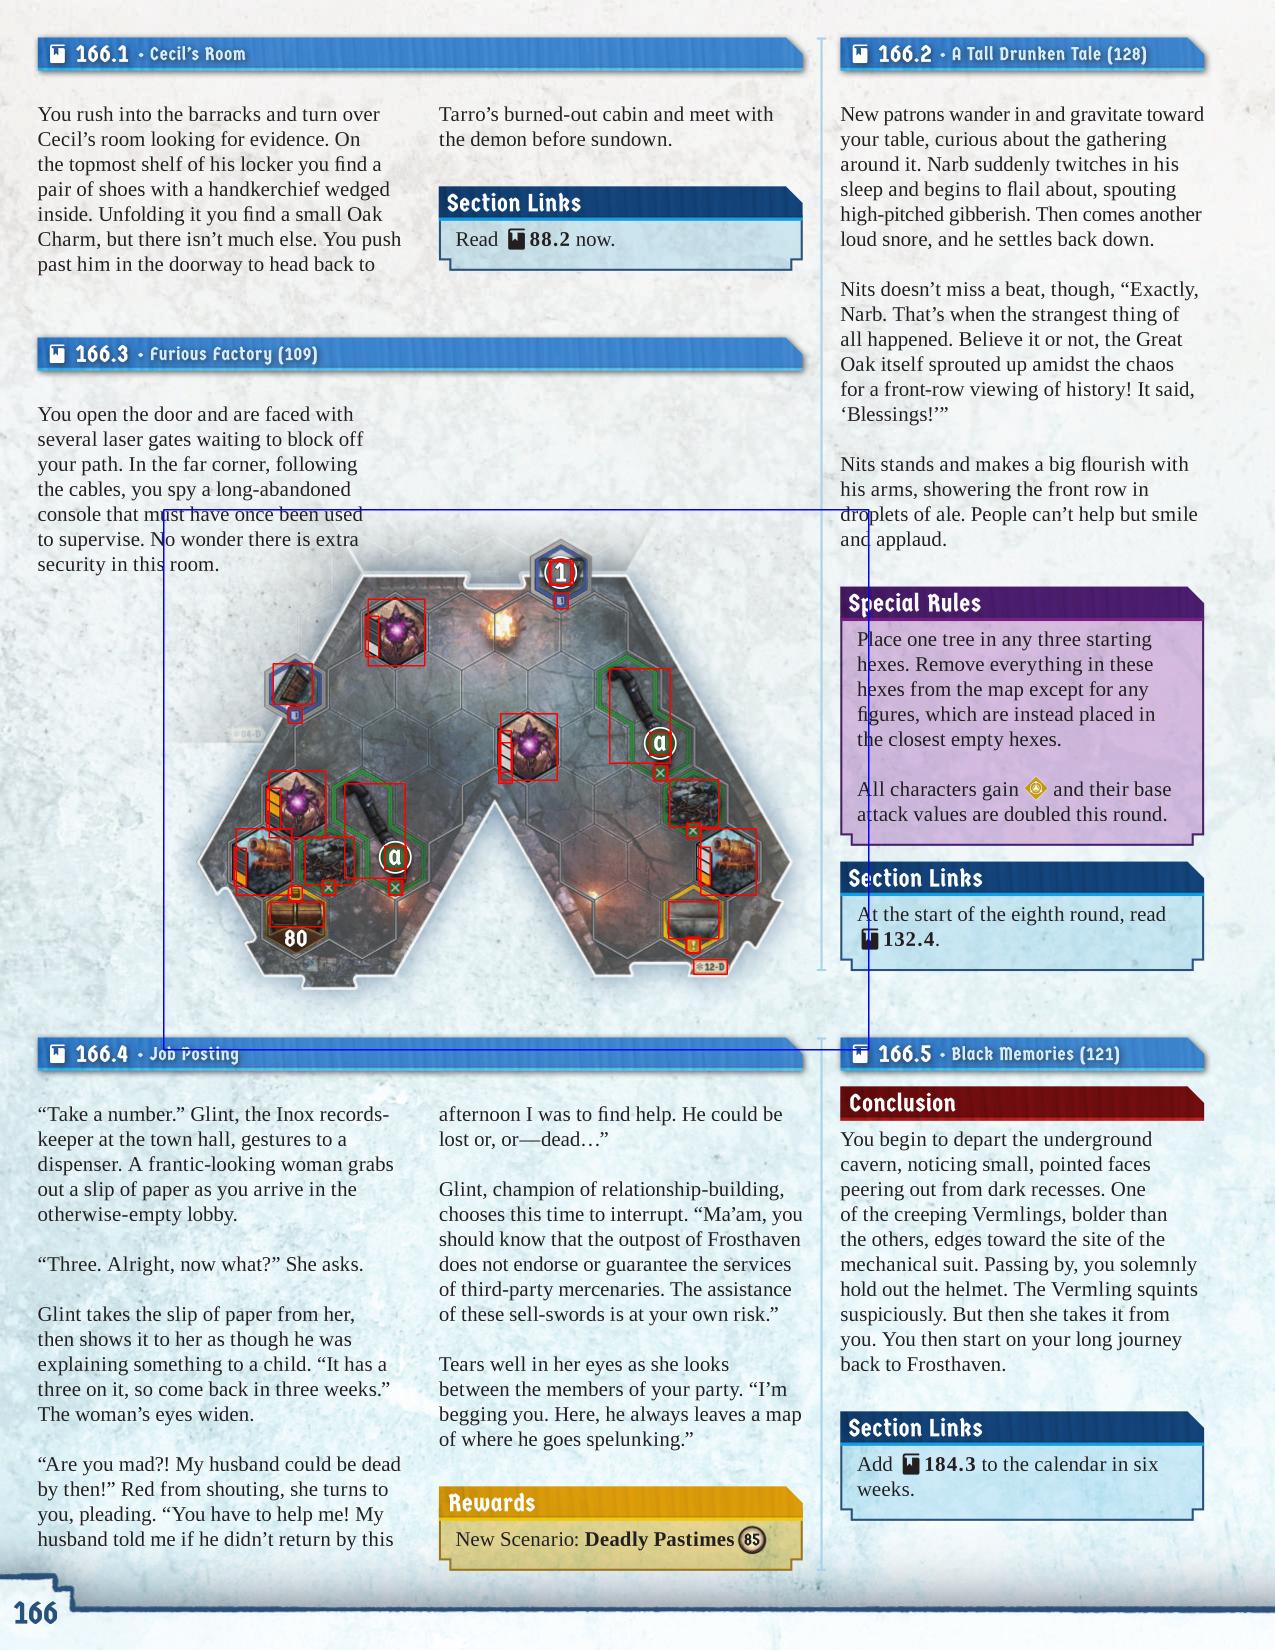 166.1 • Cecil's Room
You rush into the barracks and turn over
Cecil's room looking for evidence. On
the topmost shelf of his locker you find a
pair of shoes with a handkerchief wedged
inside. Unfolding it you find a small Oak
Charm, but there isn't much else. You push
past him in the doorway to head back to
Tarro's burned-out cabin and meet with
the demon before sundown.
Section Links
Read 88.2 now.
166.2 • A Tall Drunken Tale (128)
New patrons wander in and gravitate toward
your table, curious about the gathering
around it. Narb suddenly twitches in his
sleep and begins to flail about, spouting
high-pitched gibberish. Then comes another
loud snore, and he settles back down.
Nits doesn't miss a beat, though, “Exactly,
Narb. That's when the strangest thing of
all happened. Believe it or not, the Great
Oak itself sprouted up amidst the chaos
for a front-row viewing of history! It said,
‘Blessings!’”
Nits stands and makes a big flourish with
his arms, showering the front row in
droplets of ale. People can't help but smile
and applaud.
Special Rules
Place one tree in any three starting
hexes. Remove everything in these
hexes from the map except for any
figures, which are instead placed in
the closest empty hexes.
All characters gain and their base
attack values are doubled this round.
Section Links
At the start of the eighth round, read
132.4.
166.3 • Furious Factory (109)
You open the door and are faced with
several laser gates waiting to block off
your path. In the far corner, following
the cables, you spy a long-abandoned
console that must have once been used
to supervise. No wonder there is extra
security in this room.
1
04-D
a
a
80
12-D
166.4 • Job Posting
“Take a number.” Glint, the Inox records-
keeper at the town hall, gestures to a
dispenser. A frantic-looking woman grabs
out a slip of paper as you arrive in the
otherwise-empty lobby.
“Three. Alright, now what?” She asks.
Glint takes the slip of paper from her,
then shows it to her as though he was
explaining something to a child. “It has a
three on it, so come back in three weeks.”
The woman's eyes widen.
“Are you mad?! My husband could be dead
by then!” Red from shouting, she turns to
you, pleading. “You have to help me! My
husband told me if he didn't return by this
afternoon I was to find help. He could be
lost or, or—dead…”
Glint, champion of relationship-building,
chooses this time to interrupt. “Ma'am, you
should know that the outpost of Frosthaven
does not endorse or guarantee the services
of third-party mercenaries. The assistance
of these sell-swords is at your own risk.”
Tears well in her eyes as she looks
between the members of your party. “I'm
begging you. Here, he always leaves a map
of where he goes spelunking.”
Rewards
New Scenario: Deadly Pastimes 85
166.5 • Black Memories (121)
Conclusion
You begin to depart the underground
cavern, noticing small, pointed faces
peering out from dark recesses. One
of the creeping Vermlings, bolder than
the others, edges toward the site of the
mechanical suit. Passing by, you solemnly
hold out the helmet. The Vermling squints
suspiciously. But then she takes it from
you. You then start on your long journey
back to Frosthaven.
Section Links
Add 184.3 to the calendar in six
weeks.
166